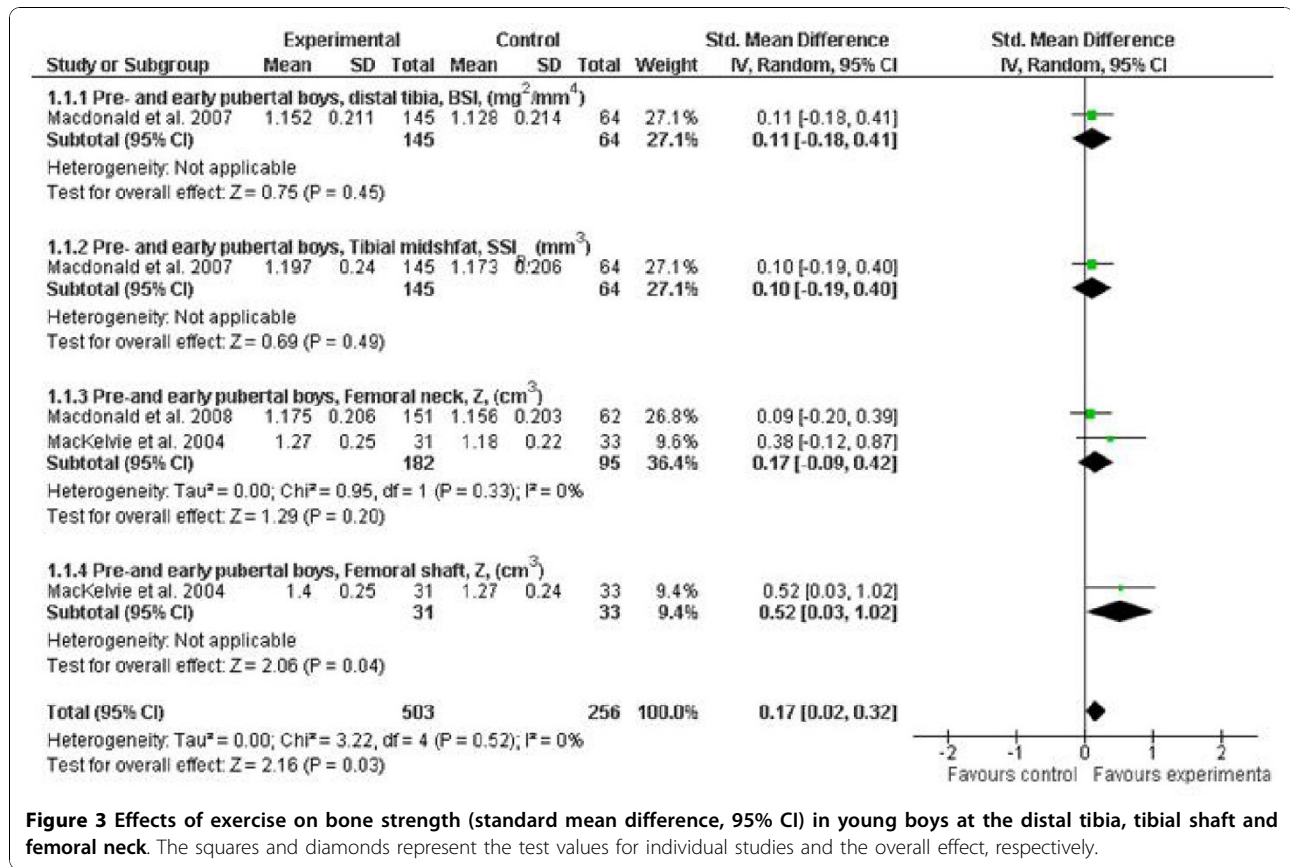 Experimental Control Std. Mean Difference Std. Mean Difference
Study or Subgroup Mean SD Total Mean SD Total Weight IV, Random, 95% CI IV, Random, 95% CI
1.1.1 Pre- and early pubertal boys, distal tibia, BSI, (mg²/mm⁴)
Macdonald et al. 2007 1.152 0.211 145 1.128 0.214 64 27.1% 0.11 [-0.18, 0.41]
Subtotal (95% CI) 145 64 27.1% 0.11 [-0.18, 0.41]
Heterogeneity: Not applicable
Test for overall effect: Z = 0.75 (P = 0.45)
1.1.2 Pre- and early pubertal boys, Tibial midshfat, SSIₚ (mm³)
Macdonald et al. 2007 1.197 0.24 145 1.173 0.206 64 27.1% 0.10 [-0.19, 0.40]
Subtotal (95% CI) 145 64 27.1% 0.10 [-0.19, 0.40]
Heterogeneity: Not applicable
Test for overall effect: Z = 0.69 (P = 0.49)
1.1.3 Pre-and early pubertal boys, Femoral neck, Z, (cm³)
Macdonald et al. 2008 1.175 0.206 151 1.156 0.203 62 26.8% 0.09 [-0.20, 0.39]
MacKelvie et al. 2004 1.27 0.25 31 1.18 0.22 33 9.6% 0.38 [-0.12, 0.87]
Subtotal (95% CI) 182 95 36.4% 0.17 [-0.09, 0.42]
Heterogeneity: Tau² = 0.00; Chi² = 0.95, df = 1 (P = 0.33); I² = 0%
Test for overall effect: Z = 1.29 (P = 0.20)
1.1.4 Pre-and early pubertal boys, Femoral shaft, Z, (cm³)
MacKelvie et al. 2004 1.4 0.25 31 1.27 0.24 33 9.4% 0.52 [0.03, 1.02]
Subtotal (95% CI) 31 33 9.4% 0.52 [0.03, 1.02]
Heterogeneity: Not applicable
Test for overall effect: Z = 2.06 (P = 0.04)
Total (95% CI) 503 256 100.0% 0.17 [0.02, 0.32]
Heterogeneity: Tau² = 0.00; Chi² = 3.22, df = 4 (P = 0.52); I² = 0%
Test for overall effect: Z = 2.16 (P = 0.03)
-2 -1 0 1 2
Favours control Favours experimenta
Figure 3 Effects of exercise on bone strength (standard mean difference, 95% CI) in young boys at the distal tibia, tibial shaft and
femoral neck. The squares and diamonds represent the test values for individual studies and the overall effect, respectively.